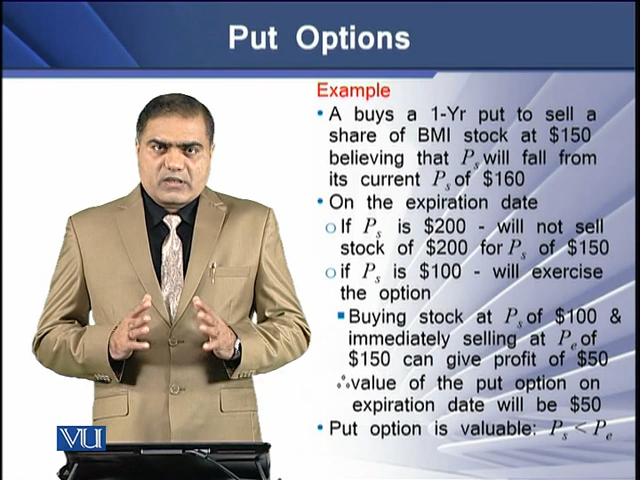 Put Options
Example
• A buys a 1-Yr put to sell a
share of BMI stock at $150
believing that Ps will fall from
its current Ps of $160
• On the expiration date
o If Ps is $200 - will not sell
stock of $200 for Ps of $150
o if Ps is $100 - will exercise
the option
▪ Buying stock at Ps of $100 &
immediately selling at Pe of
$150 can give profit of $50
∴ value of the put option on
expiration date will be $50
• Put option is valuable: Ps < Pe
VU